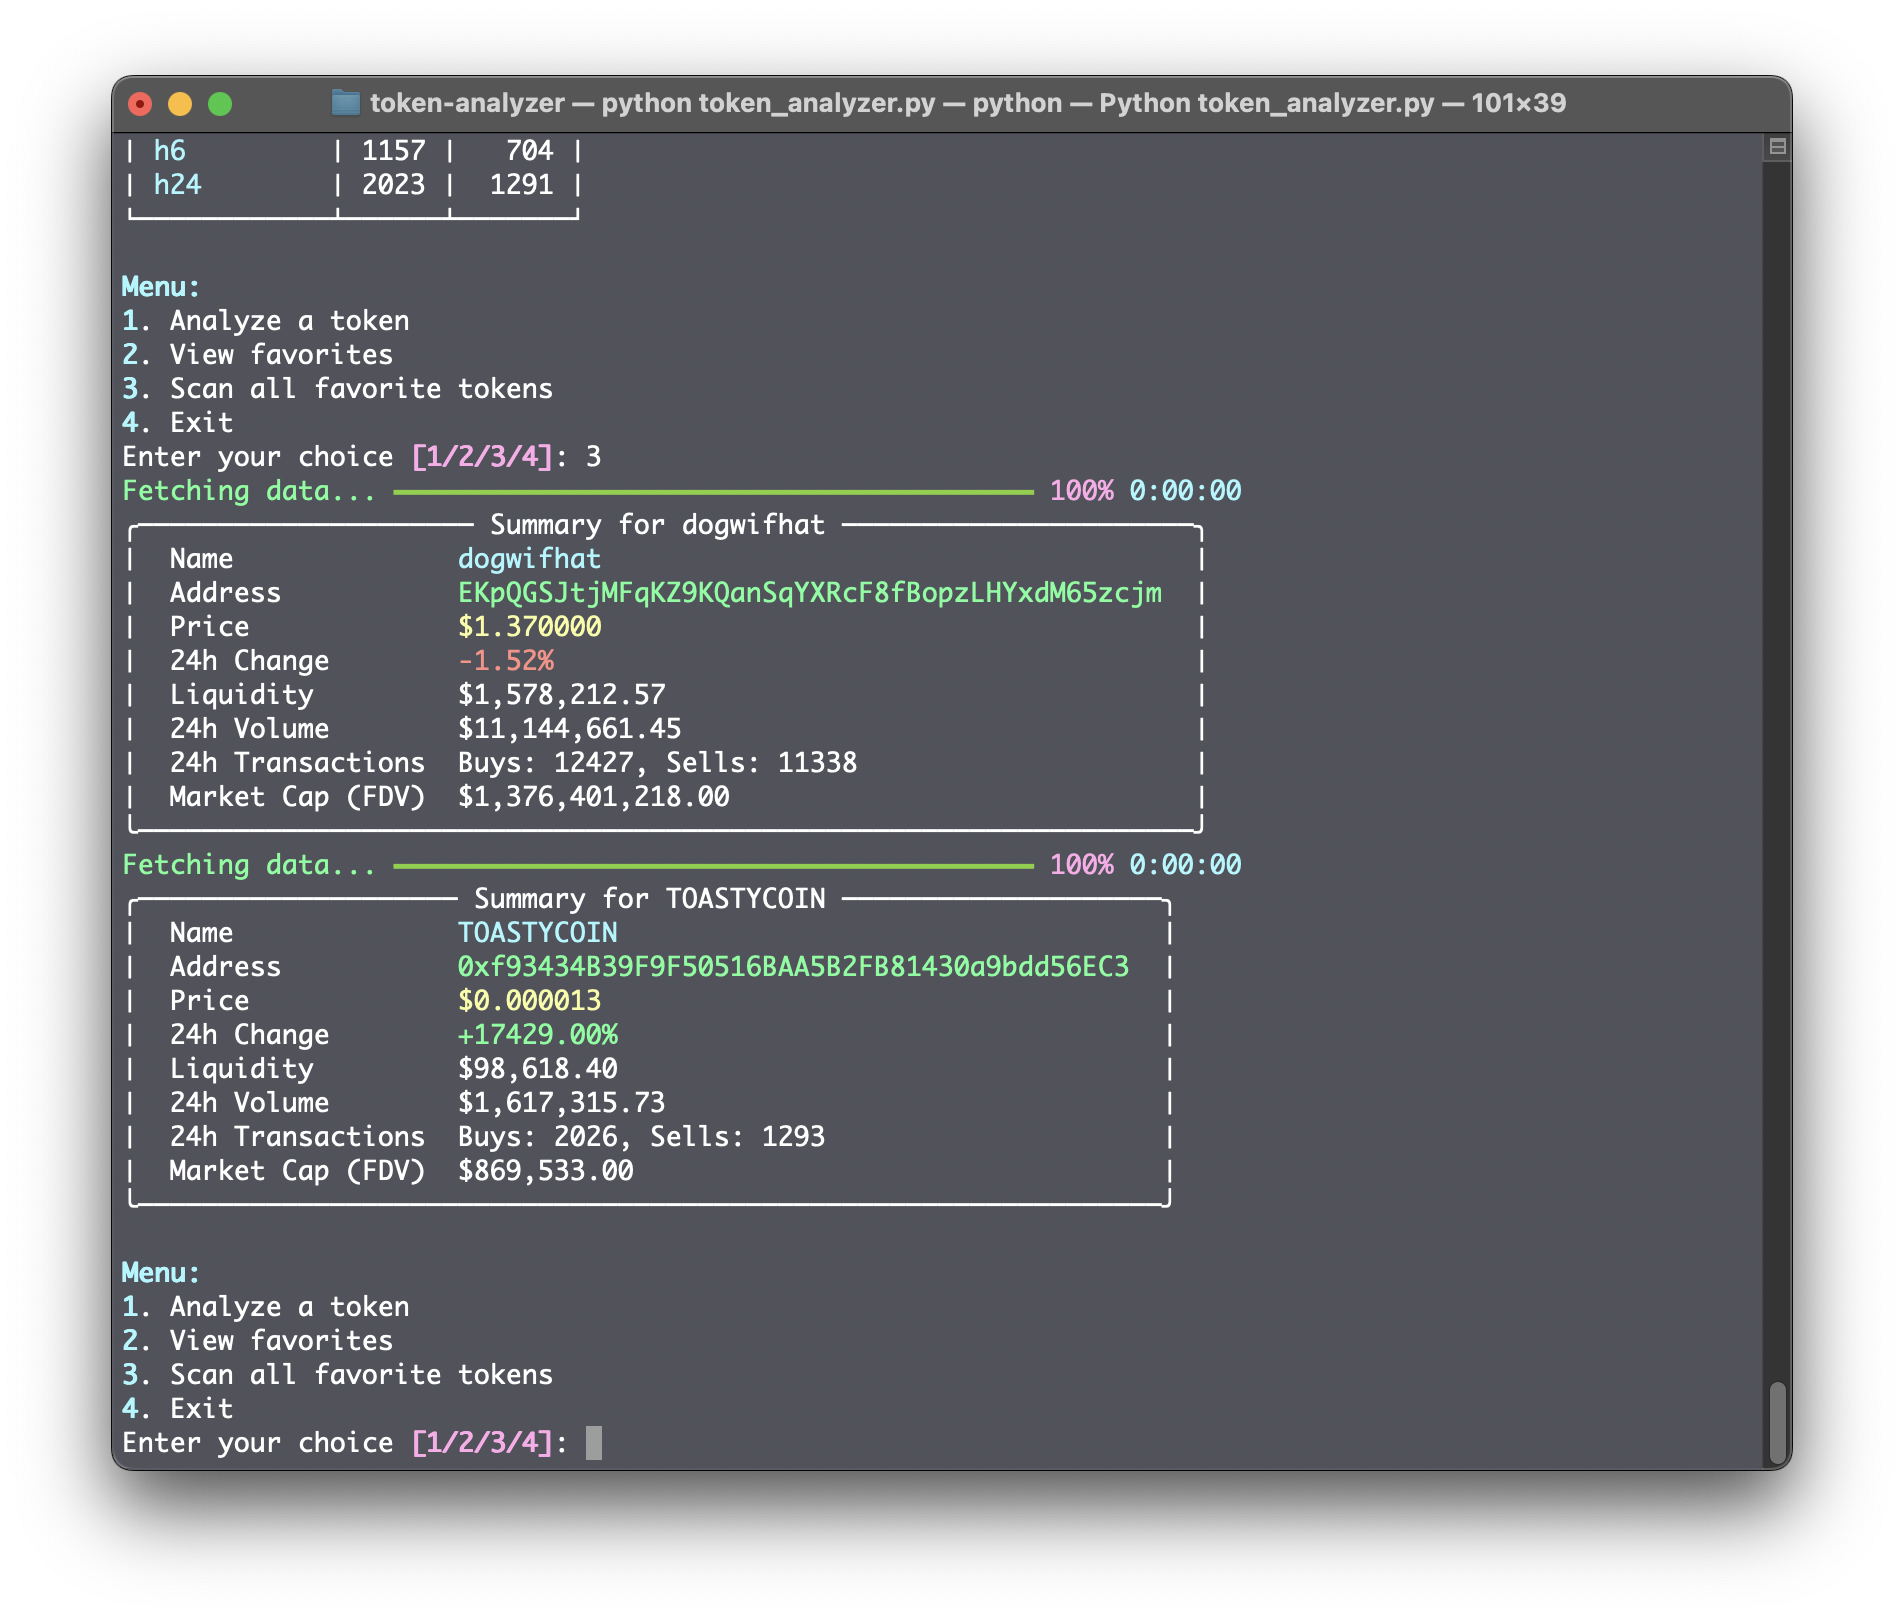 token-analyzer — python token_analyzer.py — python — Python token_analyzer.py — 101×39
| h6 | 1157 | 704 |
| h24 | 2023 | 1291 |
Menu:
1. Analyze a token
2. View favorites
3. Scan all favorite tokens
4. Exit
Enter your choice [1/2/3/4]: 3
Fetching data... 100% 0:00:00
Summary for dogwifhat
Name dogwifhat
Address EKpQGSJtjMFqKZ9KQanSqYXRcF8fBopzLHYxdM65zcjm
Price $1.370000
24h Change -1.52%
Liquidity $1,578,212.57
24h Volume $11,144,661.45
24h Transactions Buys: 12427, Sells: 11338
Market Cap (FDV) $1,376,401,218.00
Fetching data... 100% 0:00:00
Summary for TOASTYCOIN
Name TOASTYCOIN
Address 0xf93434B39F9F50516BAA5B2FB81430a9bdd56EC3
Price $0.000013
24h Change +17429.00%
Liquidity $98,618.40
24h Volume $1,617,315.73
24h Transactions Buys: 2026, Sells: 1293
Market Cap (FDV) $869,533.00
Menu:
1. Analyze a token
2. View favorites
3. Scan all favorite tokens
4. Exit
Enter your choice [1/2/3/4]: